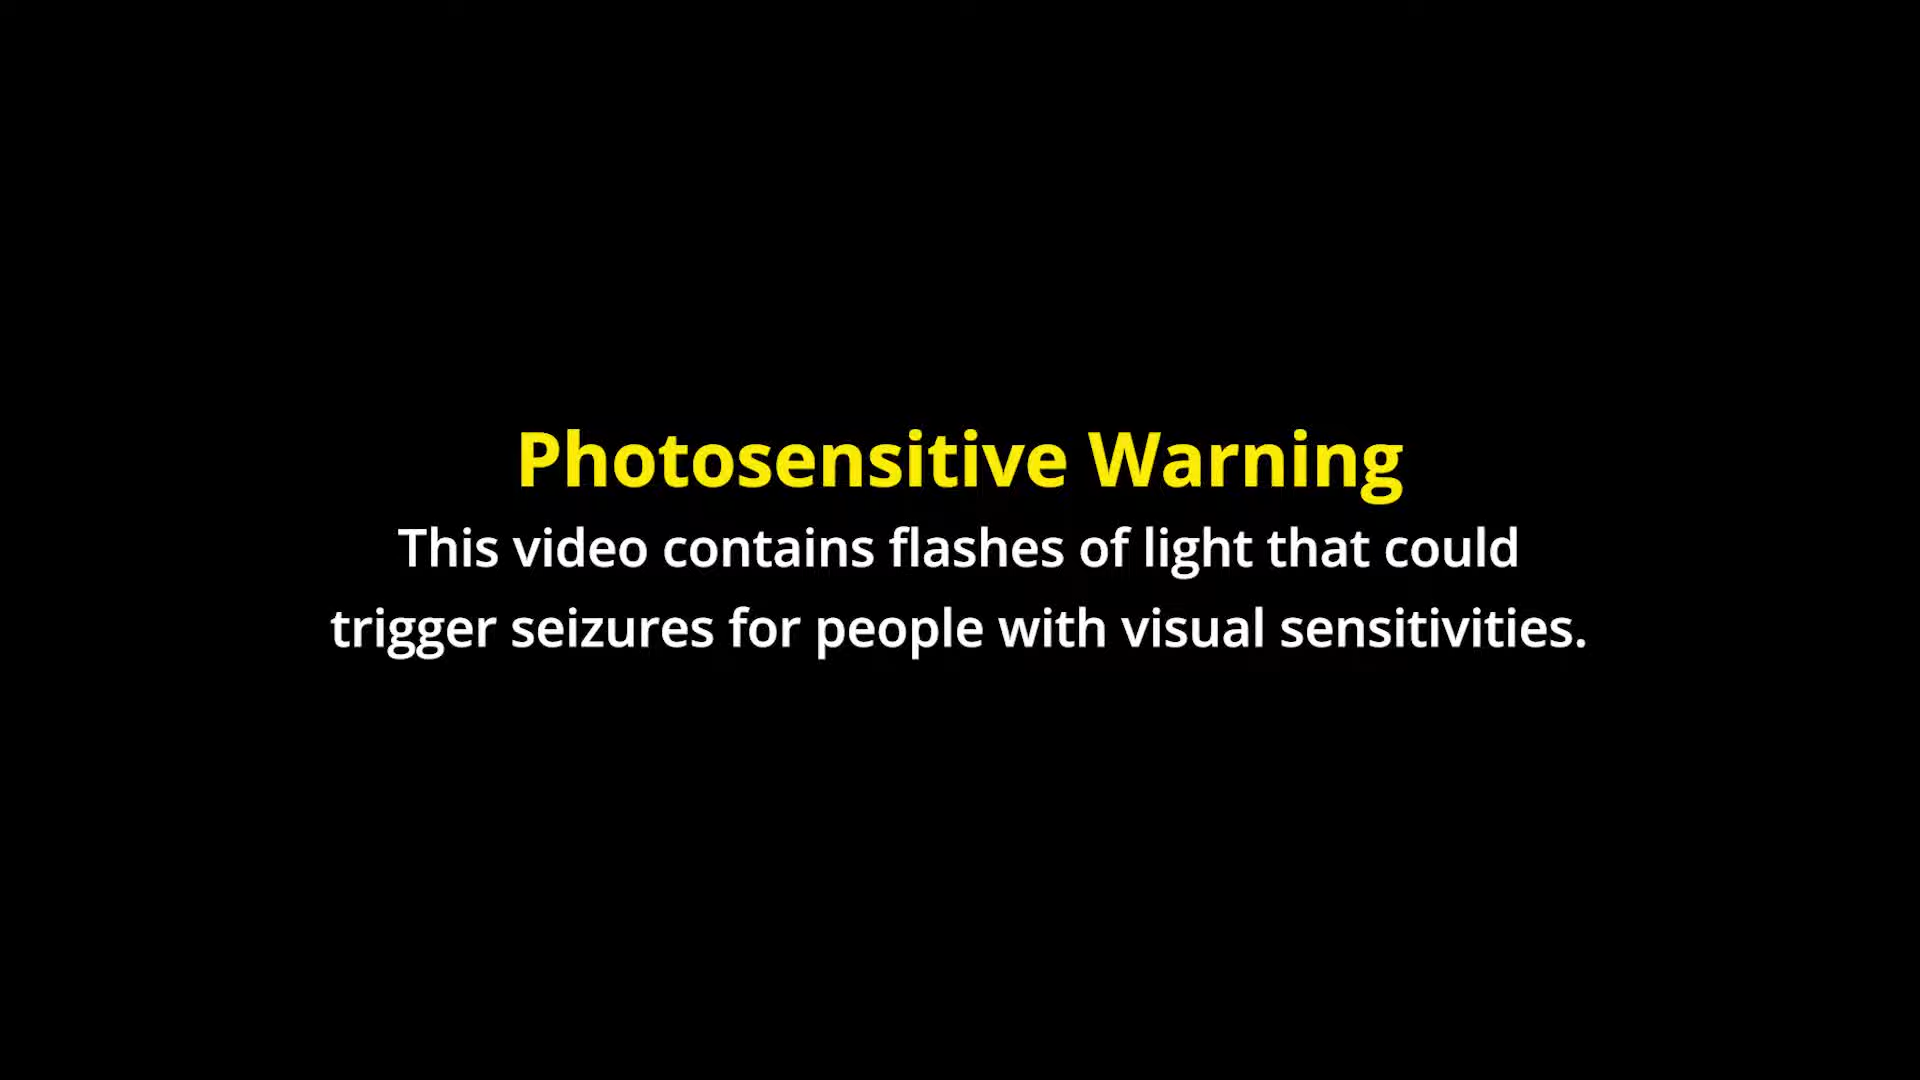 Photosensitive Warning
This video contains flashes of light that could
trigger seizures for people with visual sensitivities.